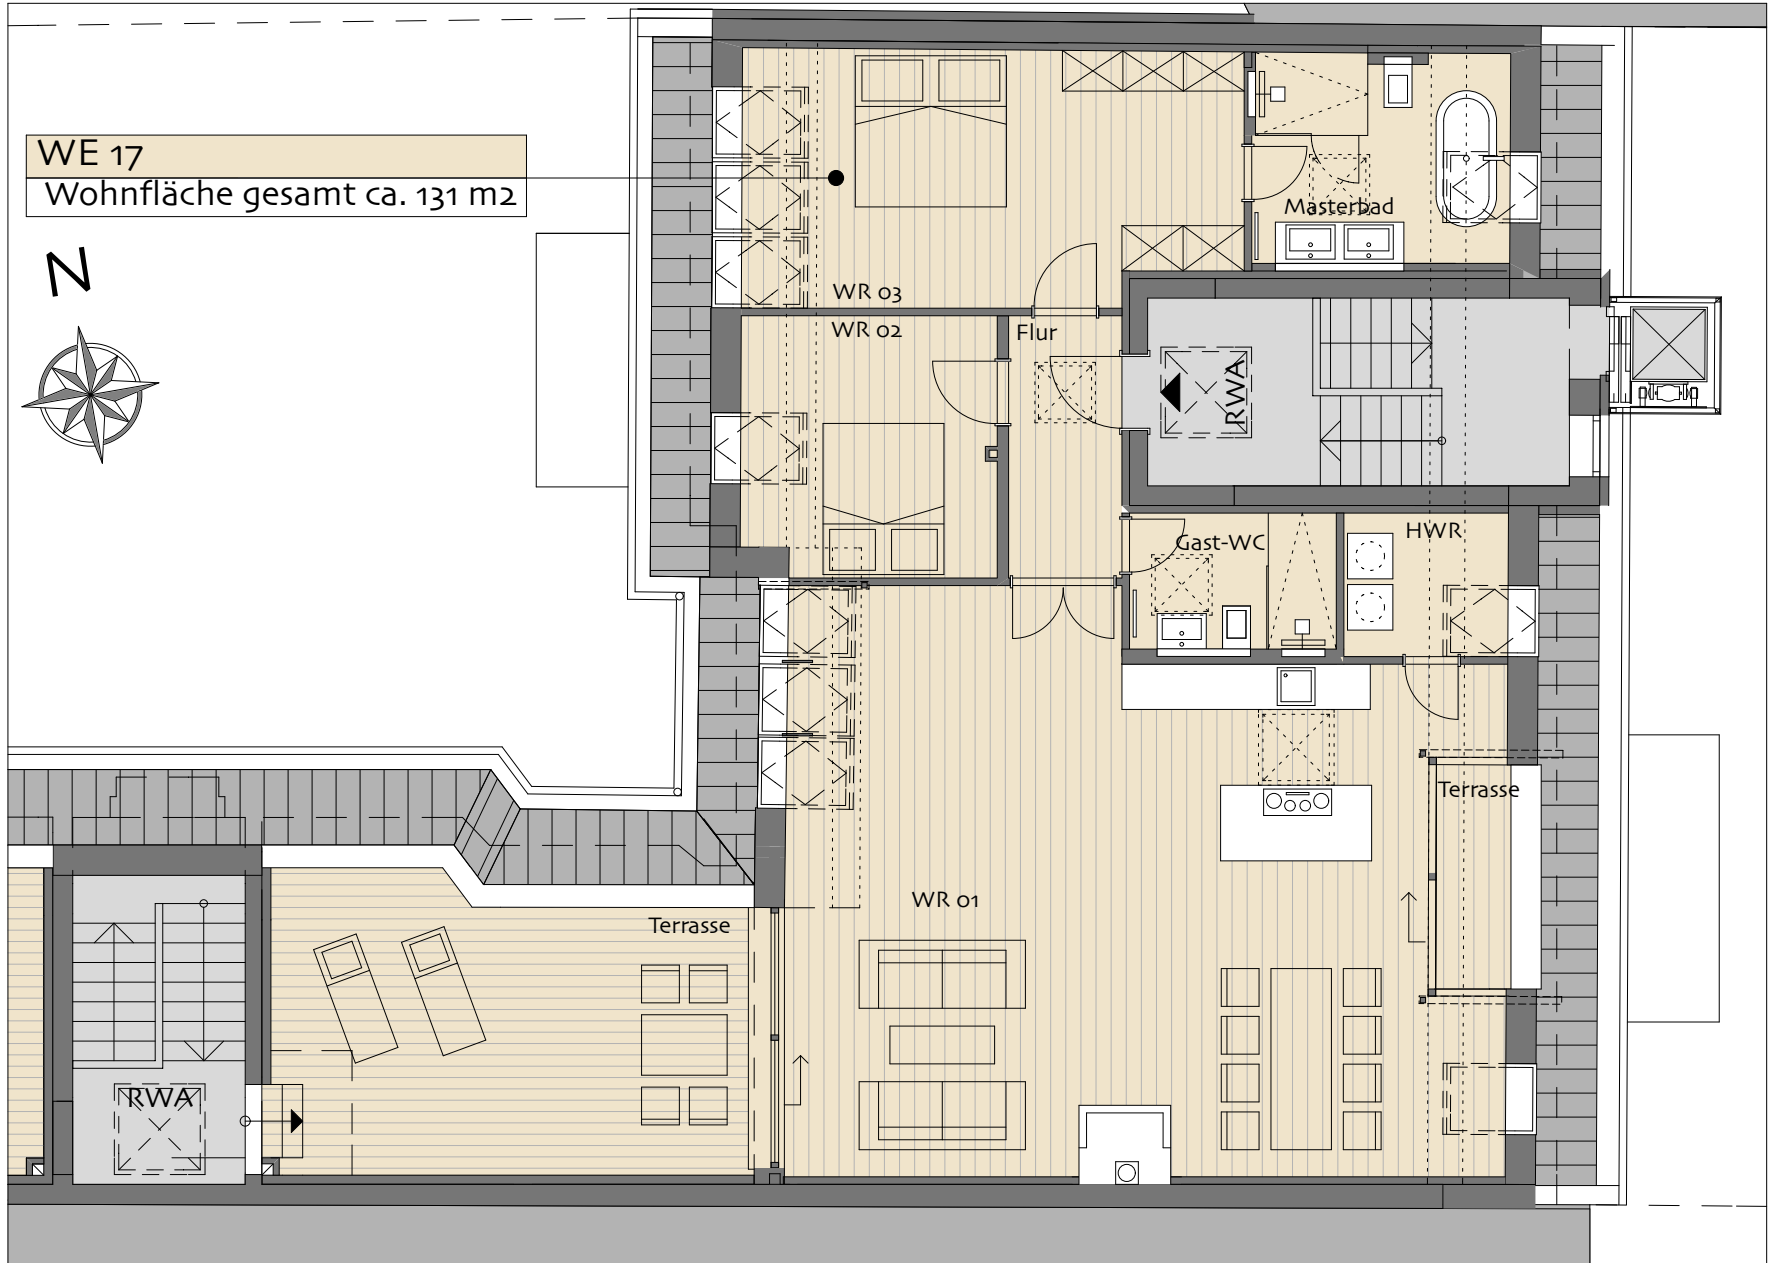 WE 17
Wohnfläche gesamt ca. 131 m2
N
Masterbad
WR 03
WR 02
Flur
RWA
Gast-WC
HWR
Terrasse
WR 01
Terrasse
RWA